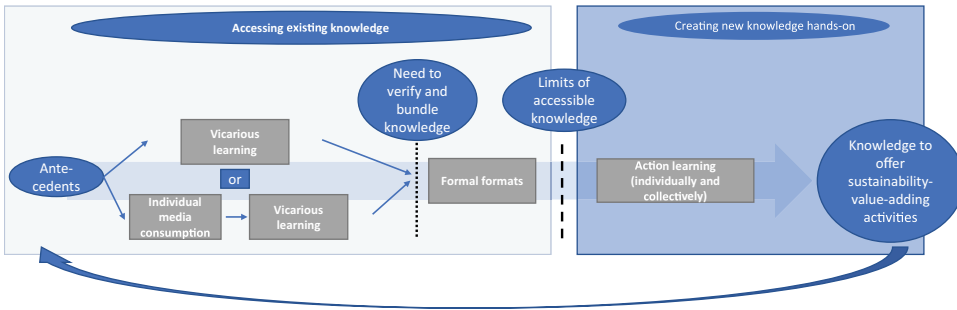 Accessing existing knowledge
Creating new knowledge hands-on
Need to
verify and
bundle
knowledge
Limits of
accessible
knowledge
Vicarious
learning
Ante-
cedents
or
Individual
media
consumption
Vicarious
learning
Formal formats
Action learning
(individually and
collectively)
Knowledge to
offer
sustainability-
value-adding
activities